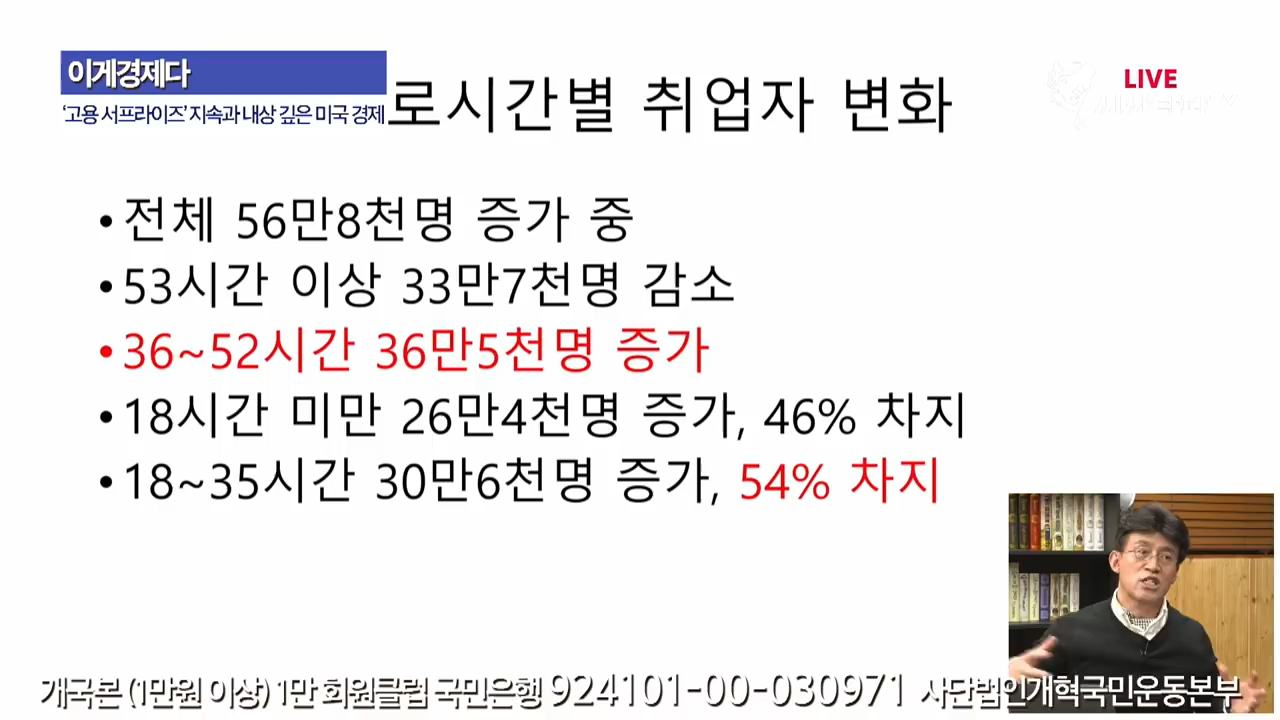 이게경제다
‘고용 서프라이즈’ 지속과 내상 깊은 미국 경제
로시간별 취업자 변화
LIVE
• 전체 56만8천명 증가 중
• 53시간 이상 33만7천명 감소
• 36~52시간 36만5천명 증가
• 18시간 미만 26만4천명 증가, 46% 차지
• 18~35시간 30만6천명 증가, 54% 차지
개국본 (1만원 이상) 1만 회원클럽 국민은행 924101-00-030971 사단법인개혁국민운동본부